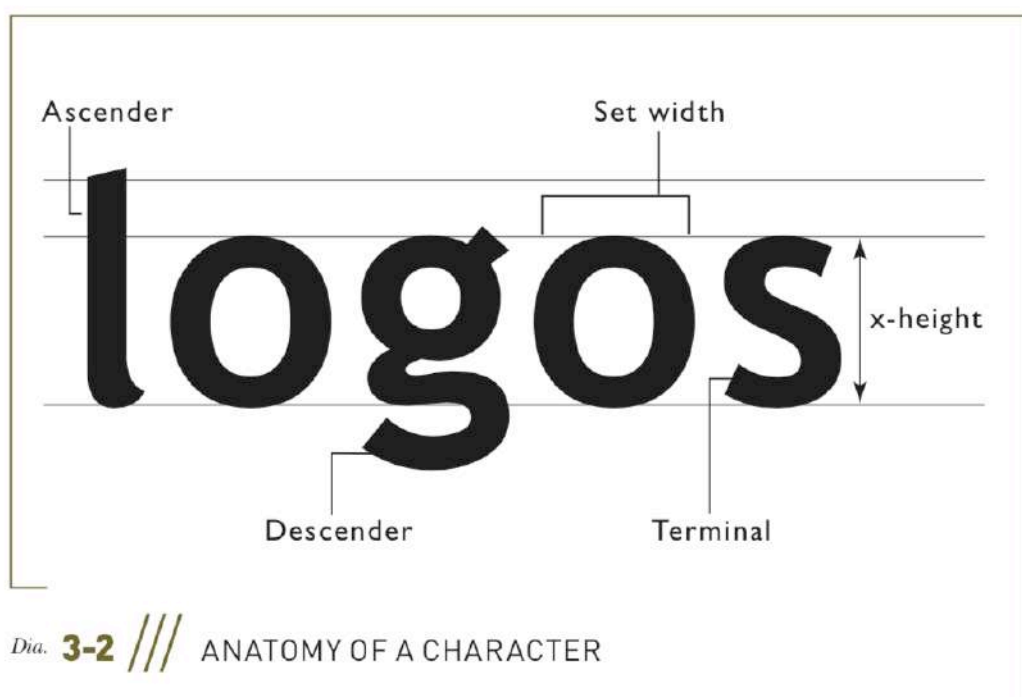 Ascender
Set width
logos
x-height
Descender
Terminal
Dia. 3-2 /// ANATOMY OF A CHARACTER